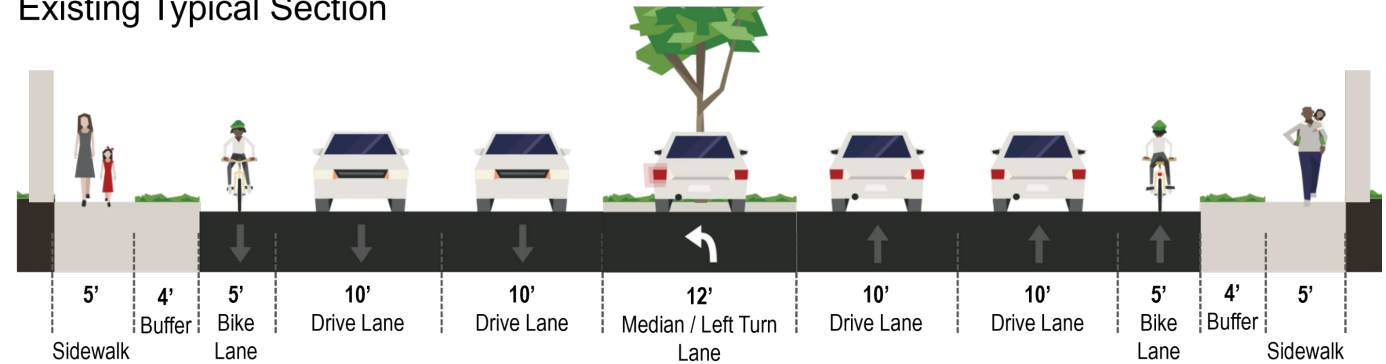 Existing Typical Section
5’ 4’ 5’ 10’ 10’ 12’ 10’ 10’ 5’ 4’ 5’
Buffer Bike Drive Lane Drive Lane Median / Left Turn Drive Lane Drive Lane Bike Buffer
Sidewalk Lane Lane Lane Sidewalk